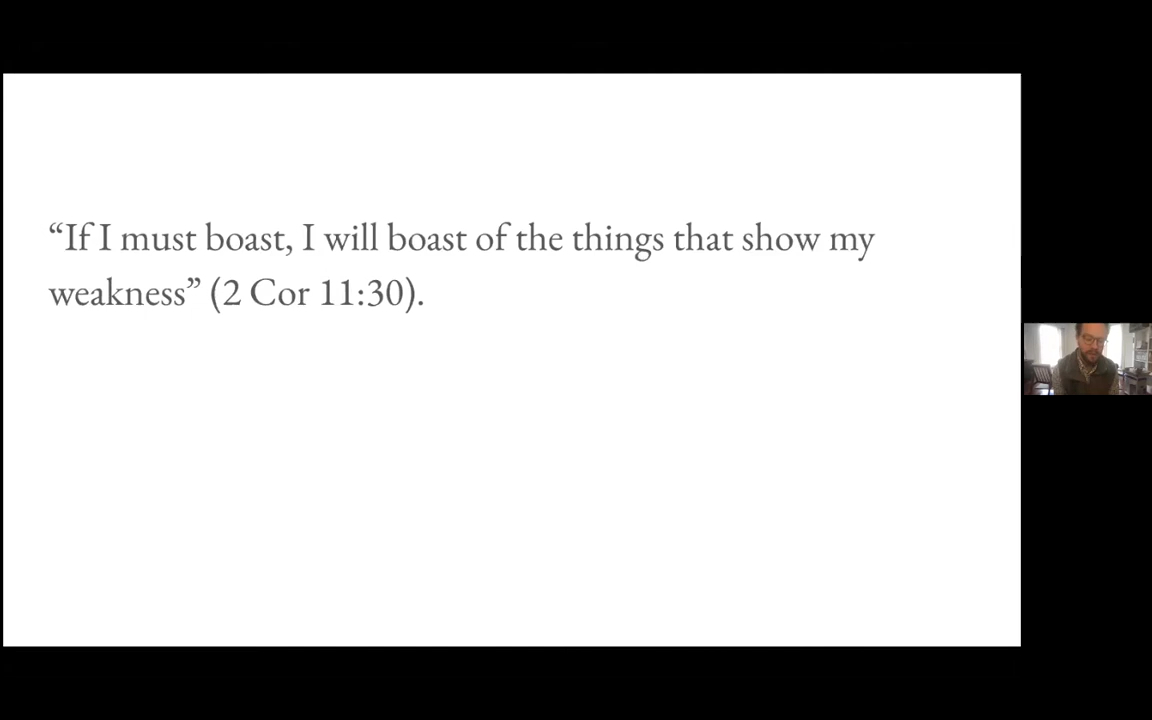 “If I must boast, I will boast of the things that show my
weakness” (2 Cor 11:30).